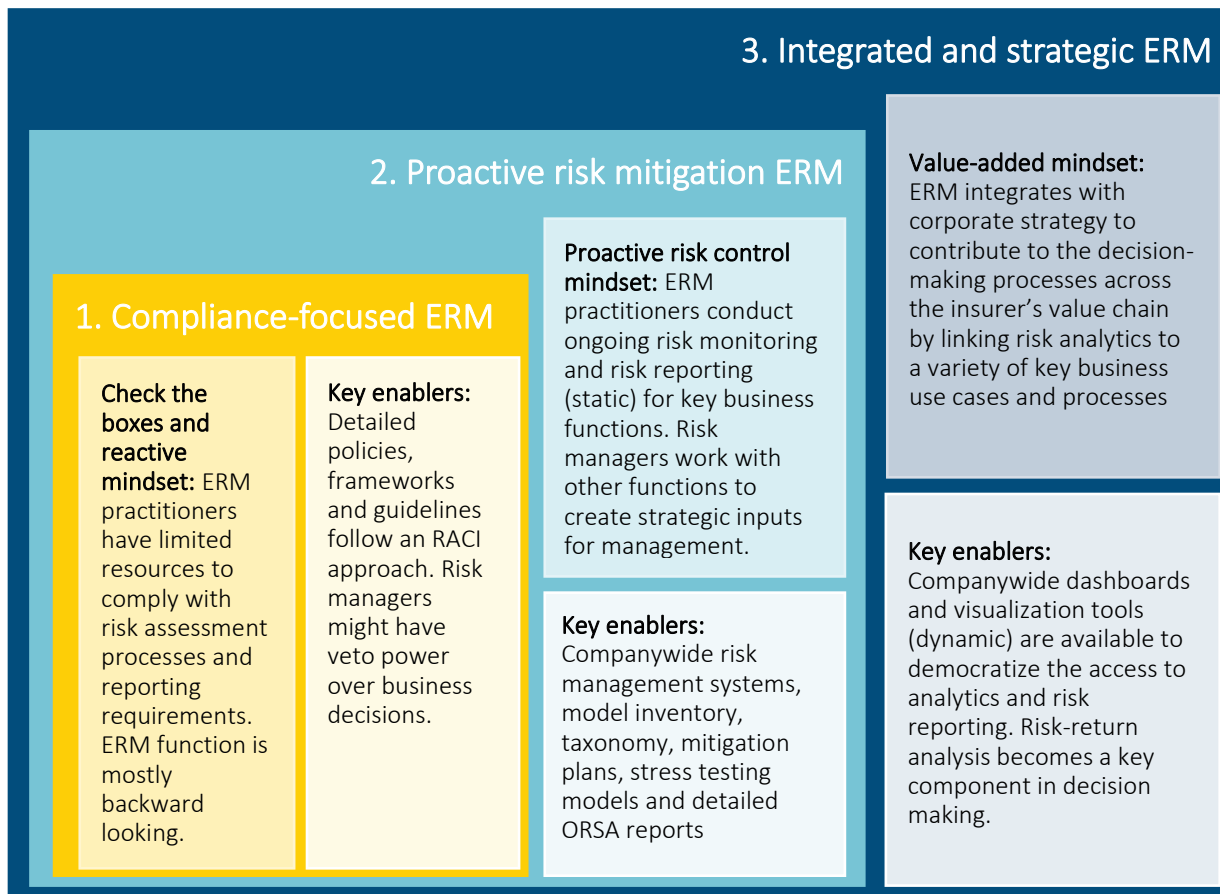 3. Integrated and strategic ERM
2. Proactive risk mitigation ERM
1. Compliance-focused ERM
Check the
boxes and
reactive
mindset: ERM
practitioners
have limited
resources to
comply with
risk assessment
processes and
reporting
requirements.
ERM function is
mostly
backward
looking.
Key enablers:
Detailed
policies,
frameworks
and guidelines
follow an RACI
approach. Risk
managers
might have
veto power
over business
decisions.
Proactive risk control
mindset: ERM
practitioners conduct
ongoing risk monitoring
and risk reporting
(static) for key business
functions. Risk
managers work with
other functions to
create strategic inputs
for management.
Key enablers:
Companywide risk
management systems,
model inventory,
taxonomy, mitigation
plans, stress testing
models and detailed
ORSA reports
Value-added mindset:
ERM integrates with
corporate strategy to
contribute to the decision-
making processes across
the insurer’s value chain
by linking risk analytics to
a variety of key business
use cases and processes
Key enablers:
Companywide dashboards
and visualization tools
(dynamic) are available to
democratize the access to
analytics and risk
reporting. Risk-return
analysis becomes a key
component in decision
making.